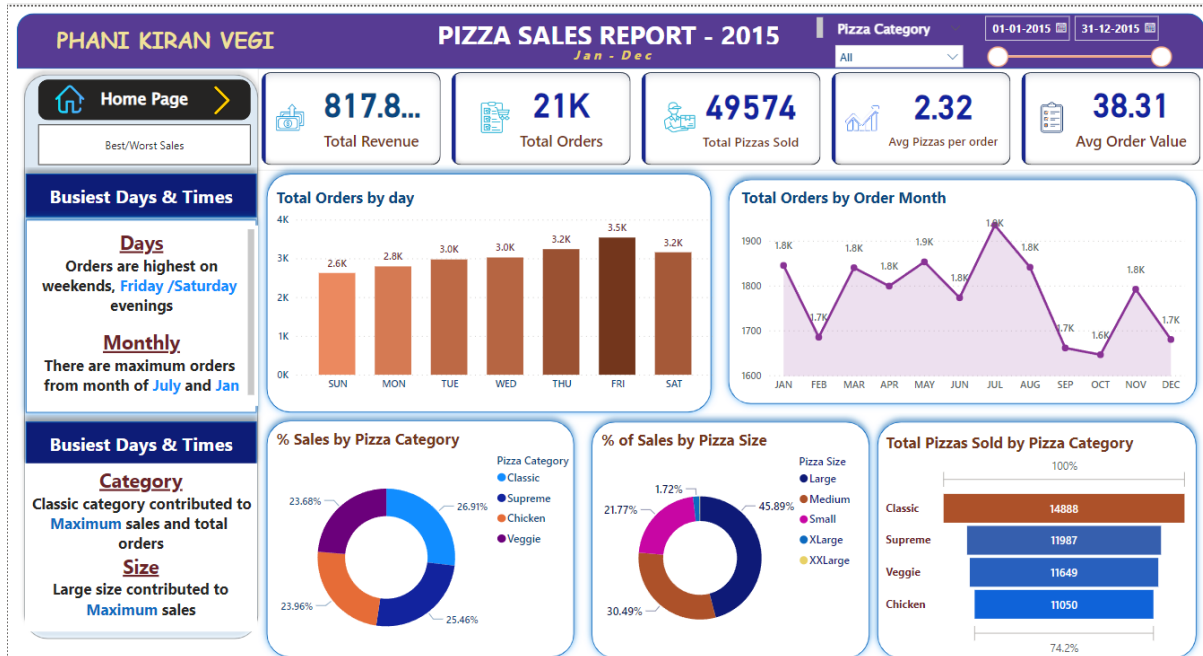 PHANI KIRAN VEGI
PIZZA SALES REPORT - 2015
Jan - Dec
Pizza Category
All
01-01-2015
31-12-2015
Home Page
Best/Worst Sales
817.8...
Total Revenue
21K
Total Orders
49574
Total Pizzas Sold
2.32
Avg Pizzas per order
38.31
Avg Order Value
Busiest Days & Times
Days
Orders are highest on
weekends, Friday /Saturday
evenings
Monthly
There are maximum orders
from month of July and Jan
Busiest Days & Times
Category
Classic category contributed to
Maximum sales and total
orders
Size
Large size contributed to
Maximum sales
Total Orders by day
4K
3K
2K
1K
0K
2.6K
2.8K
3.0K
3.0K
3.2K
3.5K
3.2K
SUN MON TUE WED THU FRI SAT
Total Orders by Order Month
1900
1800
1700
1600
1.8K
1.7K
1.8K
1.8K
1.9K
1.8K
1.9K
1.8K
1.7K
1.6K
1.8K
1.7K
JAN FEB MAR APR MAY JUN JUL AUG SEP OCT NOV DEC
% Sales by Pizza Category
Pizza Category
Classic
Supreme
Chicken
Veggie
23.68%
26.91%
23.96%
25.46%
% of Sales by Pizza Size
Pizza Size
Large
Medium
Small
XLarge
XXLarge
1.72%
21.77%
45.89%
30.49%
Total Pizzas Sold by Pizza Category
100%
Classic 14888
Supreme 11987
Veggie 11649
Chicken 11050
74.2%